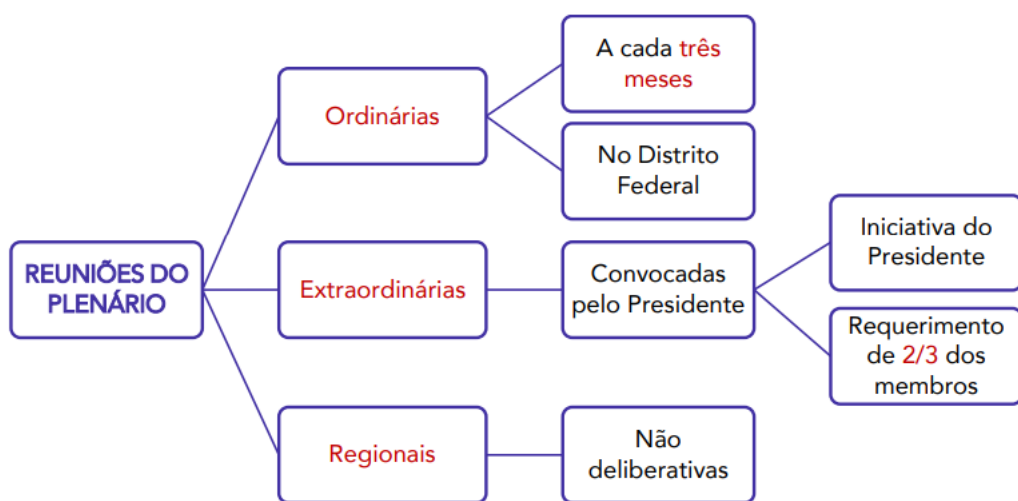 REUNIÕES DO
PLENÁRIO
Ordinárias
A cada três
meses
No Distrito
Federal
Extraordinárias
Convocadas
pelo Presidente
Iniciativa do
Presidente
Requerimento
de 2/3 dos
membros
Regionais
Não
deliberativas